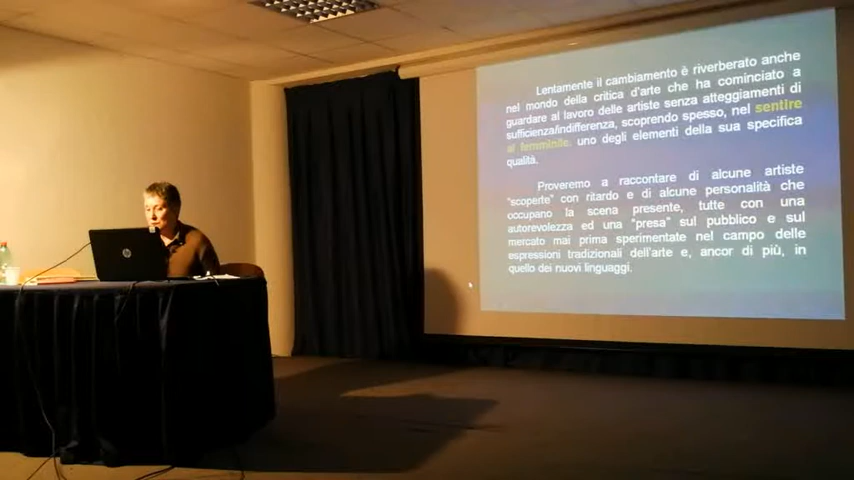 Lentamente il cambiamento è riverberato anche
nel mondo della critica d'arte che ha cominciato a
guardare al lavoro delle artiste senza atteggiamenti di
sufficienza/indifferenza, scoprendo spesso, nel sentire
al femminile, uno degli elementi della sua specifica
qualità.
Proveremo a raccontare di alcune artiste
"scoperte" con ritardo e di alcune personalità che
occupano la scena presente, tutte con una
autorevolezza ed una "presa" sul pubblico e sul
mercato mai prima sperimentate nel campo delle
espressioni tradizionali dell'arte e, ancor di più, in
quello dei nuovi linguaggi.
hp